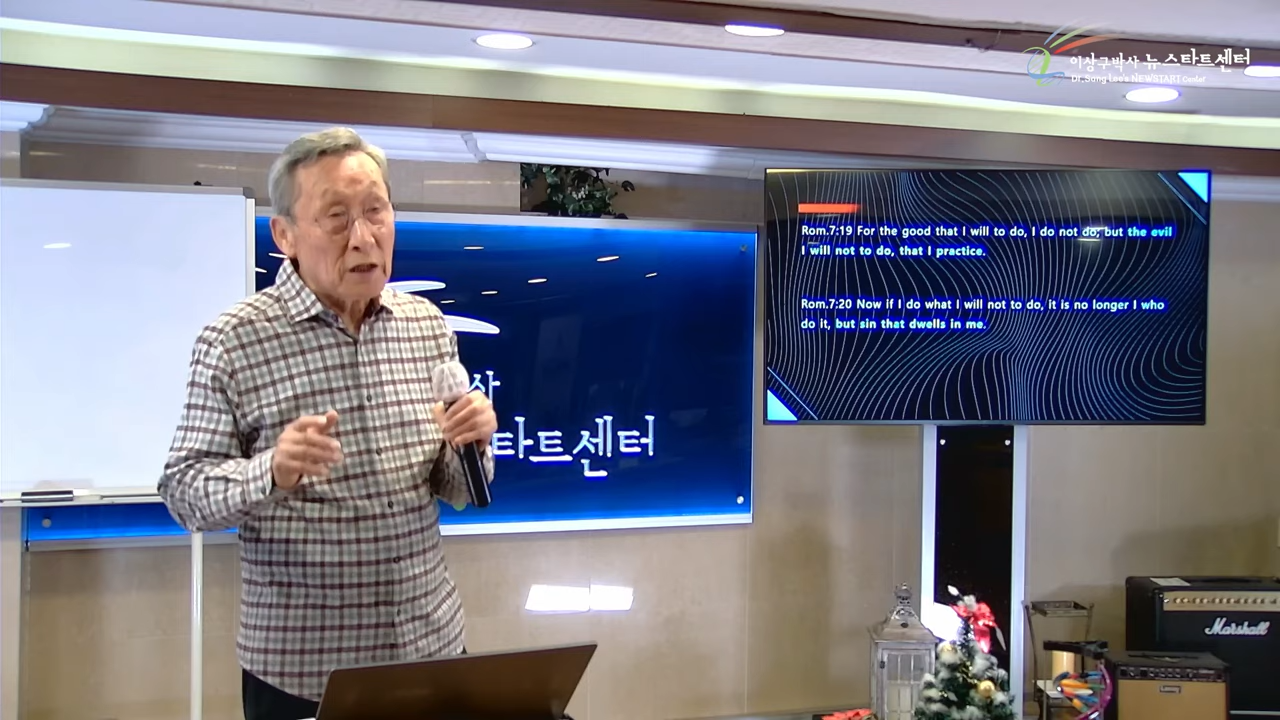 이상구박사 뉴스타트센터
Dr. Sang Lee's NEWSTART Center
Rom.7:19 For the good that I will to do, I do not do; but the evil
I will not to do, that I practice.
Rom.7:20 Now if I do what I will not to do, it is no longer I who
do it, but sin that dwells in me.
사
스타트센터
Marshall
Laney